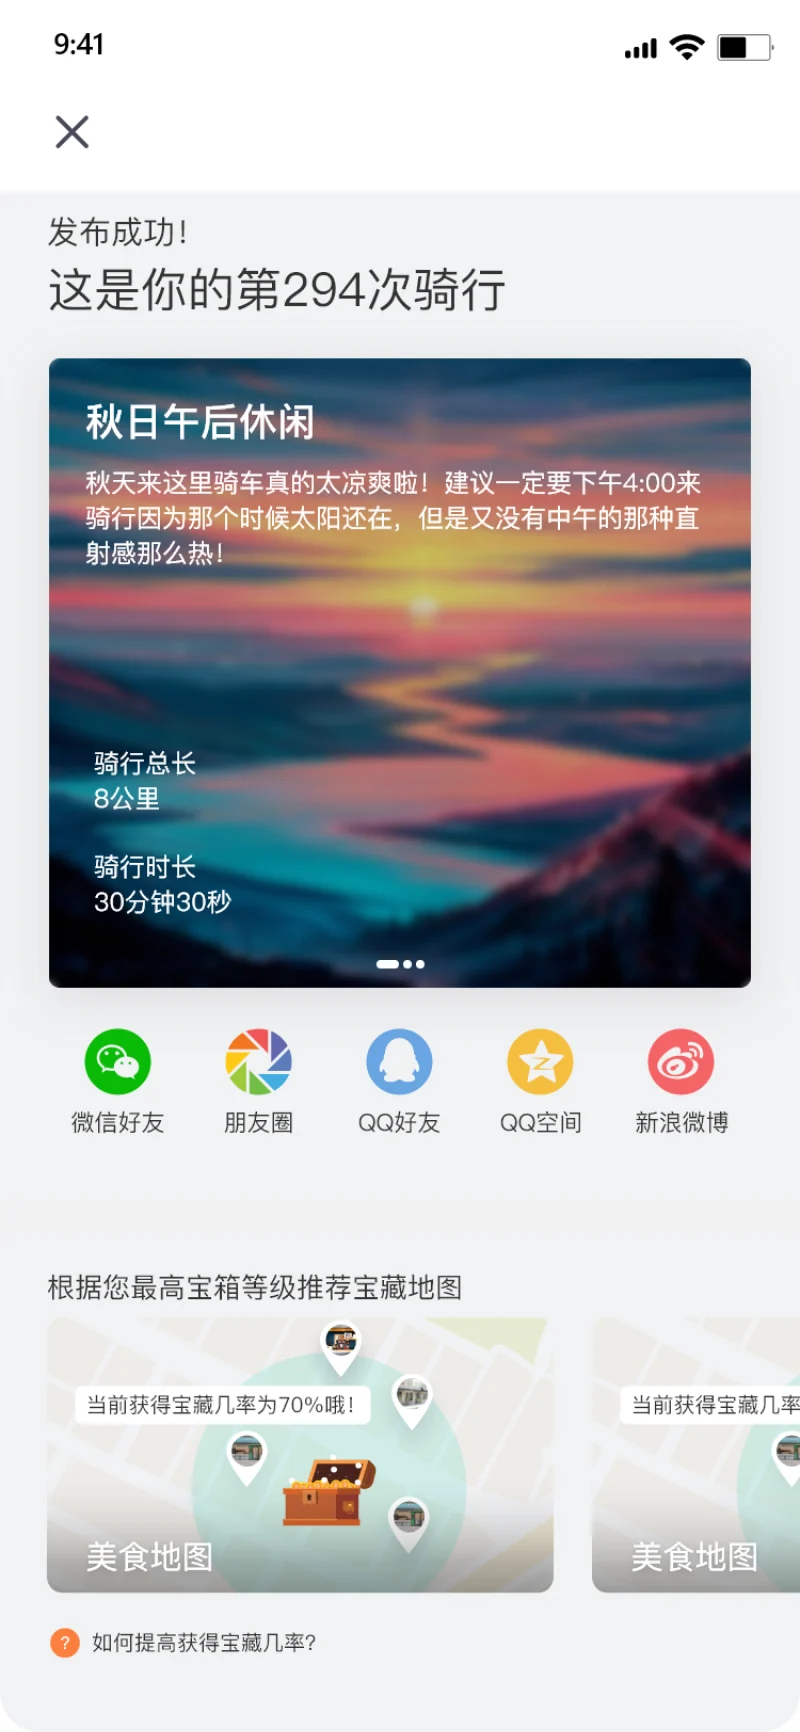 9:41
发布成功！
这是你的第294次骑行
秋日午后休闲
秋天来这里骑车真的太凉爽啦！建议一定要下午4:00来
骑行因为那个时候太阳还在，但是又没有中午的那种直
射感那么热！
骑行总长
8公里
骑行时长
30分钟30秒
微信好友 朋友圈 QQ好友 QQ空间 新浪微博
根据您最高宝箱等级推荐宝藏地图
当前获得宝藏几率为70%哦！ 当前获得宝藏几率
美食地图 美食地图
? 如何提高获得宝藏几率?